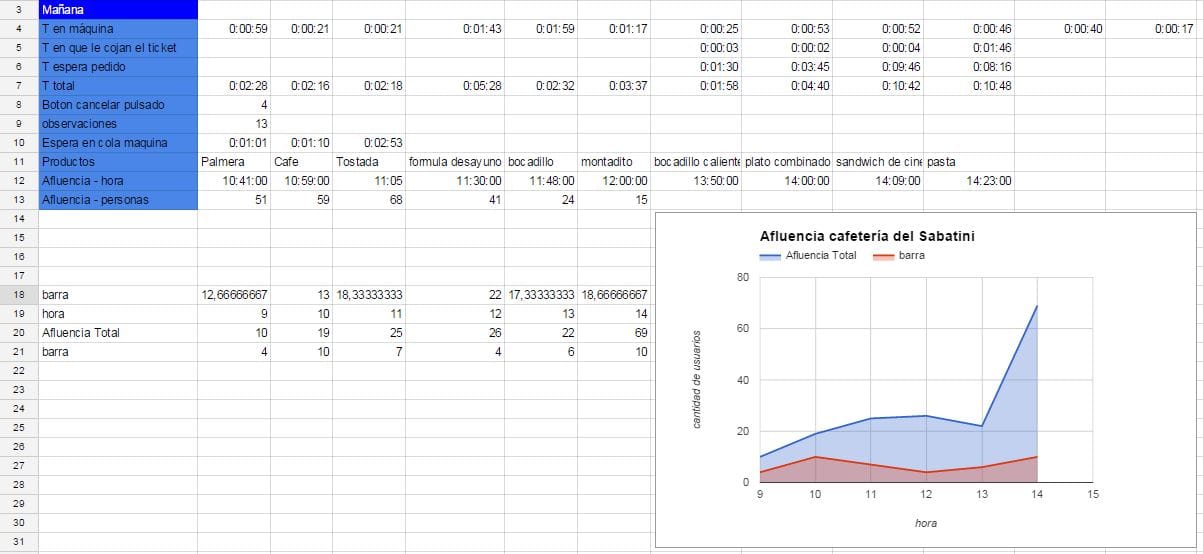 3 Mañana
4 T en máquina 0:00:59 0:00:21 0:00:21 0:01:43 0:01:59 0:01:17 0:00:25 0:00:53 0:00:52 0:00:46 0:00:40 0:00:17
5 T en que le cojan el ticket 0:00:03 0:00:02 0:00:04 0:01:46
6 T espera pedido 0:01:30 0:03:45 0:09:46 0:08:16
7 T total 0:02:28 0:02:16 0:02:18 0:05:28 0:02:32 0:03:37 0:01:58 0:04:40 0:10:42 0:10:48
8 Boton cancelar pulsado 4
9 observaciones 13
10 Espera en cola maquina 0:01:01 0:01:10 0:02:53
11 Productos Palmera Cafe Tostada formula desayuno bocadillo montadito bocadillo caliente plato combinado sandwich de cine pasta
12 Afluencia - hora 10:41:00 10:59:00 11:05 11:30:00 11:48:00 12:00:00 13:50:00 14:00:00 14:09:00 14:23:00
13 Afluencia - personas 51 59 68 41 24 15
14
15
16
17
18 barra 12,66666667 13 18,33333333 22 17,33333333 18,66666667
19 hora 9 10 11 12 13 14
20 Afluencia Total 10 19 25 26 22 69
21 barra 4 10 7 4 6 10
22
23
24
25
26
27
28
29
30
31
Afluencia cafetería del Sabatini
Afluencia Total barra
80
60
40
20
0
cantidad de usuarios
9 10 11 12 13 14 15
hora